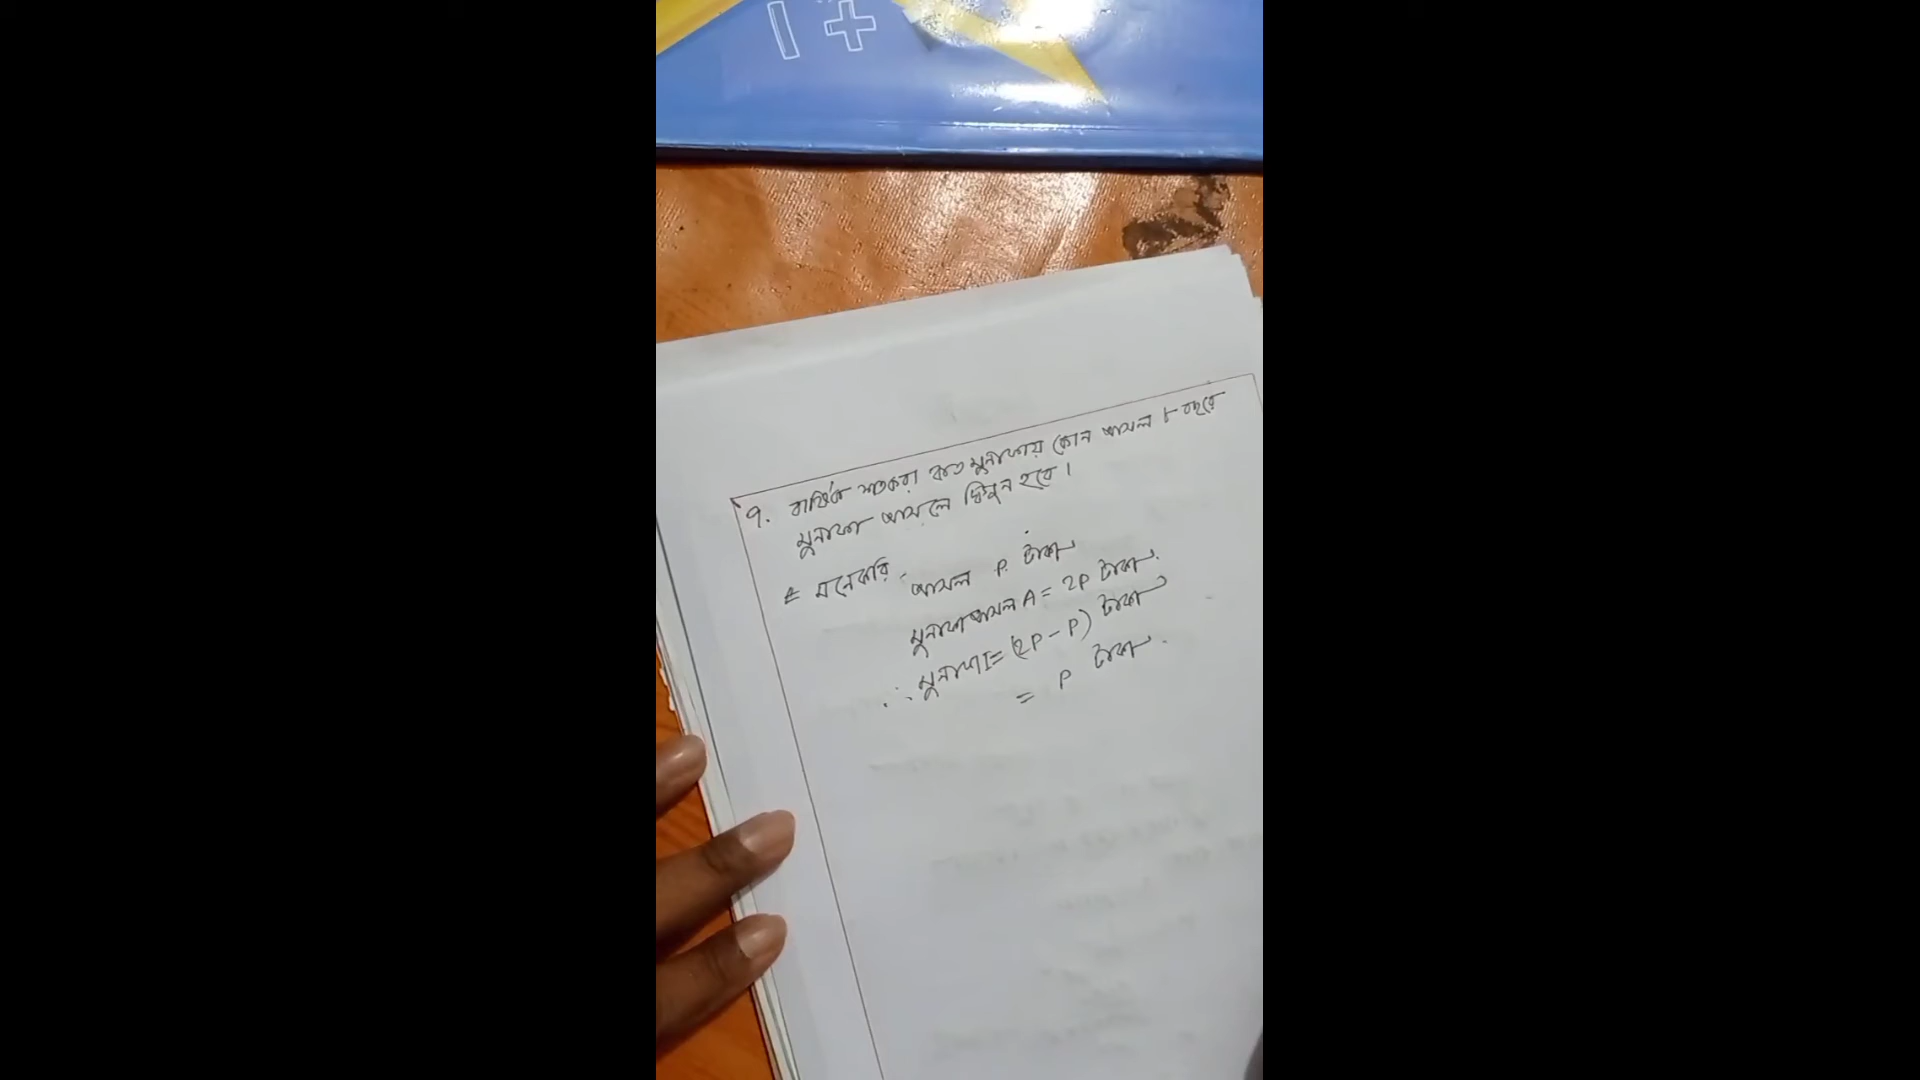 ৭. বার্ষিক শতকরা কত মুনাফায় কোন আসল ৮ বছরে
মুনাফা আসলে দ্বিগুন হবে।
মনেকরি,
আসল P টাকা
মুনাফাআসল A = 2P টাকা.
∴ মুনাফা I = (2P - P) টাকা
= P টাকা.